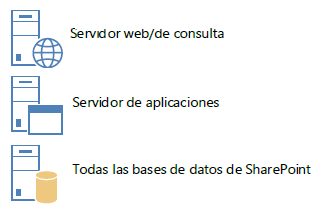 Servidor web/de consulta
Servidor de aplicaciones
Todas las bases de datos de SharePoint